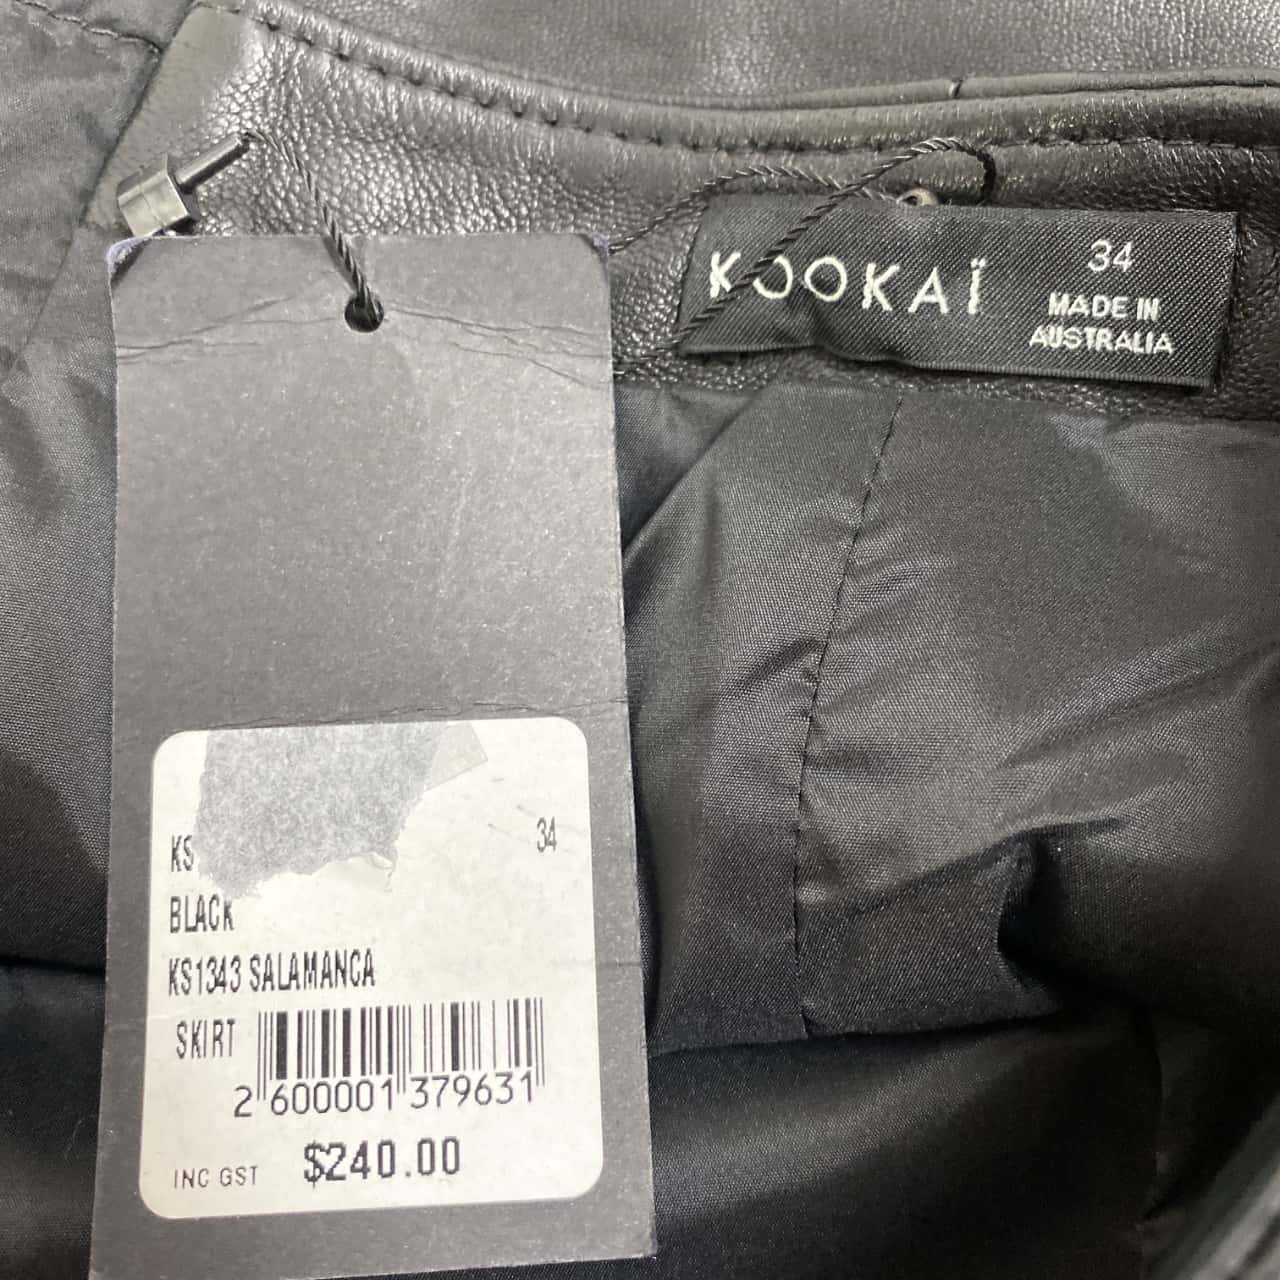 KOOKAÏ
34
MADE IN
AUSTRALIA
KS
34
BLACK
KS1343 SALAMANCA
SKIRT
2 600001 379631
INC GST $240.00